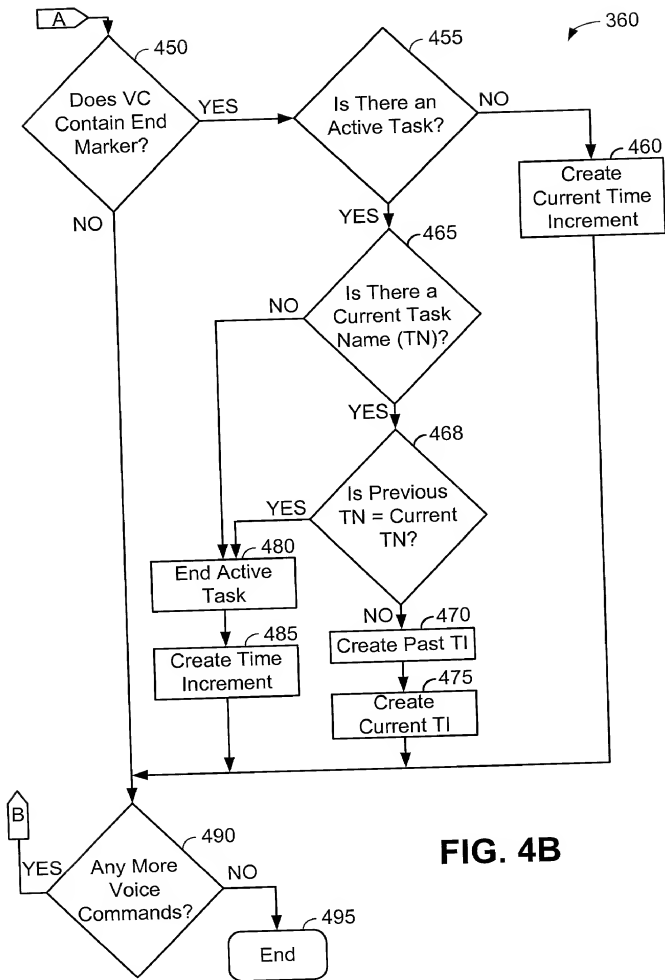 A
450
455
360
Does VC
Contain End
Marker?
YES
Is There an
Active Task?
NO
460
Create
Current Time
Increment
NO
YES
465
Is There a
Current Task
Name (TN)?
NO
YES
468
Is Previous
TN = Current
TN?
YES
480
End Active
Task
NO
470
Create Past TI
485
Create Time
Increment
475
Create
Current TI
B
490
Any More
Voice
Commands?
YES
NO
495
End
FIG. 4B